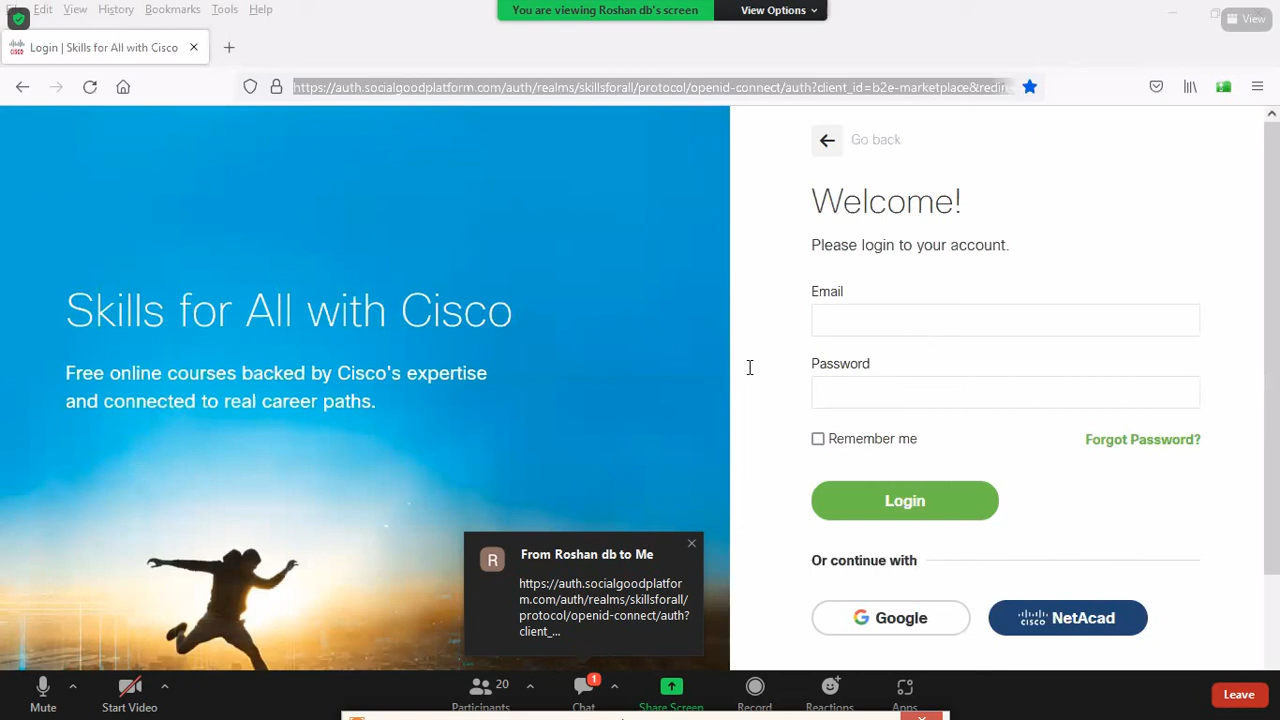 File Edit View History Bookmarks Tools Help
You are viewing Roshan db's screen
View Options
View
Login | Skills for All with Cisco
https://auth.socialgoodplatform.com/auth/realms/skillsforall/protocol/openid-connect/auth?client_id=b2e-marketplace&redir
Go back
Welcome!
Please login to your account.
Email
Skills for All with Cisco
Free online courses backed by Cisco's expertise
and connected to real career paths.
Password
Remember me
Forgot Password?
Login
Or continue with
Google
CISCO NetAcad
R
From Roshan db to Me
https://auth.socialgoodplatfor
m.com/auth/realms/skillsforall/
protocol/openid-connect/auth?
client_...
Mute
Start Video
20
Participants
1
Chat
Share Screen
Record
Reactions
Apps
Leave